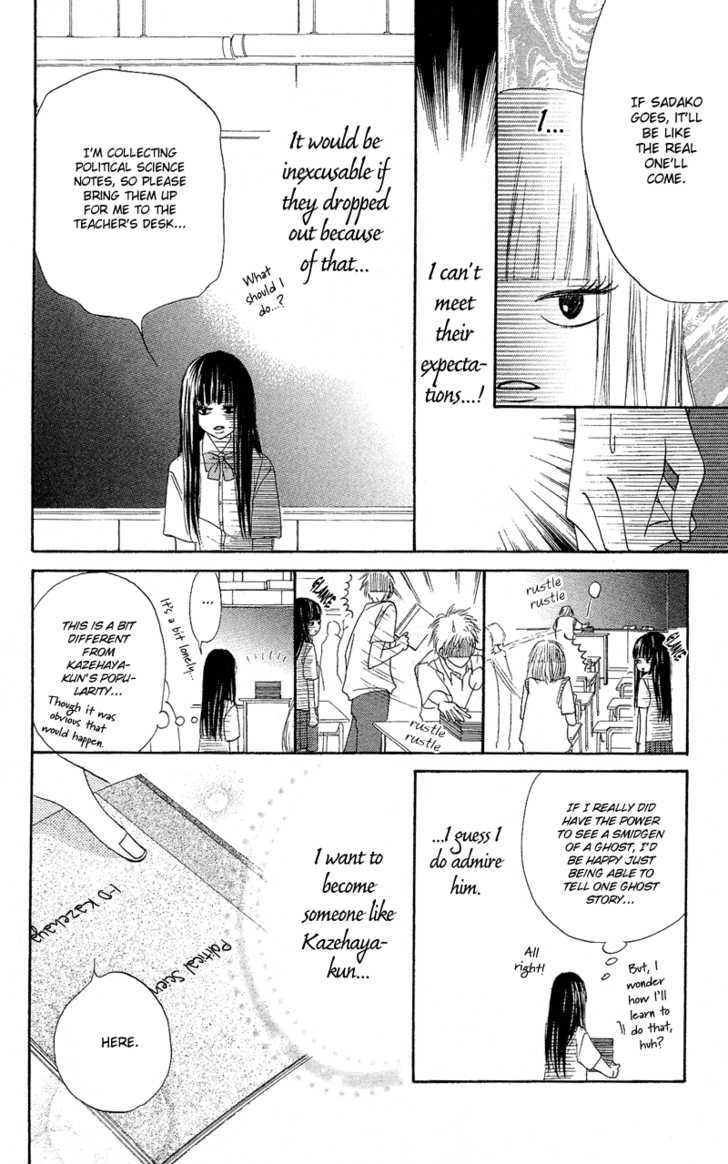 IF SADAKO
GOES, IT'LL
BE LIKE
THE REAL
ONE'LL
COME.
I...
I can't
meet
their
expecta-
tions...!
It would be
inexcusable if
they dropped
out because
of that...
What
should I
do...?
I'M COLLECTING
POLITICAL SCIENCE
NOTES, SO PLEASE
BRING THEM UP
FOR ME TO THE
TEACHER'S DESK...
rustle
rustle
GLANCE
GLANCE
rustle
rustle
...
It's a bit lonely...
THIS IS A BIT
DIFFERENT
FROM
KAZEHAYA-
KUN'S POPU-
LARITY...
Though it was
obvious that
would happen.
IF I REALLY DID
HAVE THE POWER
TO SEE A SMIDGEN
OF A GHOST, I'D
BE HAPPY JUST
BEING ABLE TO
TELL ONE GHOST
STORY...
But, I
wonder
how I'll
learn to
do that,
huh?
All
right!
...I guess I
do admire
him.
I want to
become
someone like
Kazehaya-
kun...
1-D Kazehaya
Political Scien
HERE.